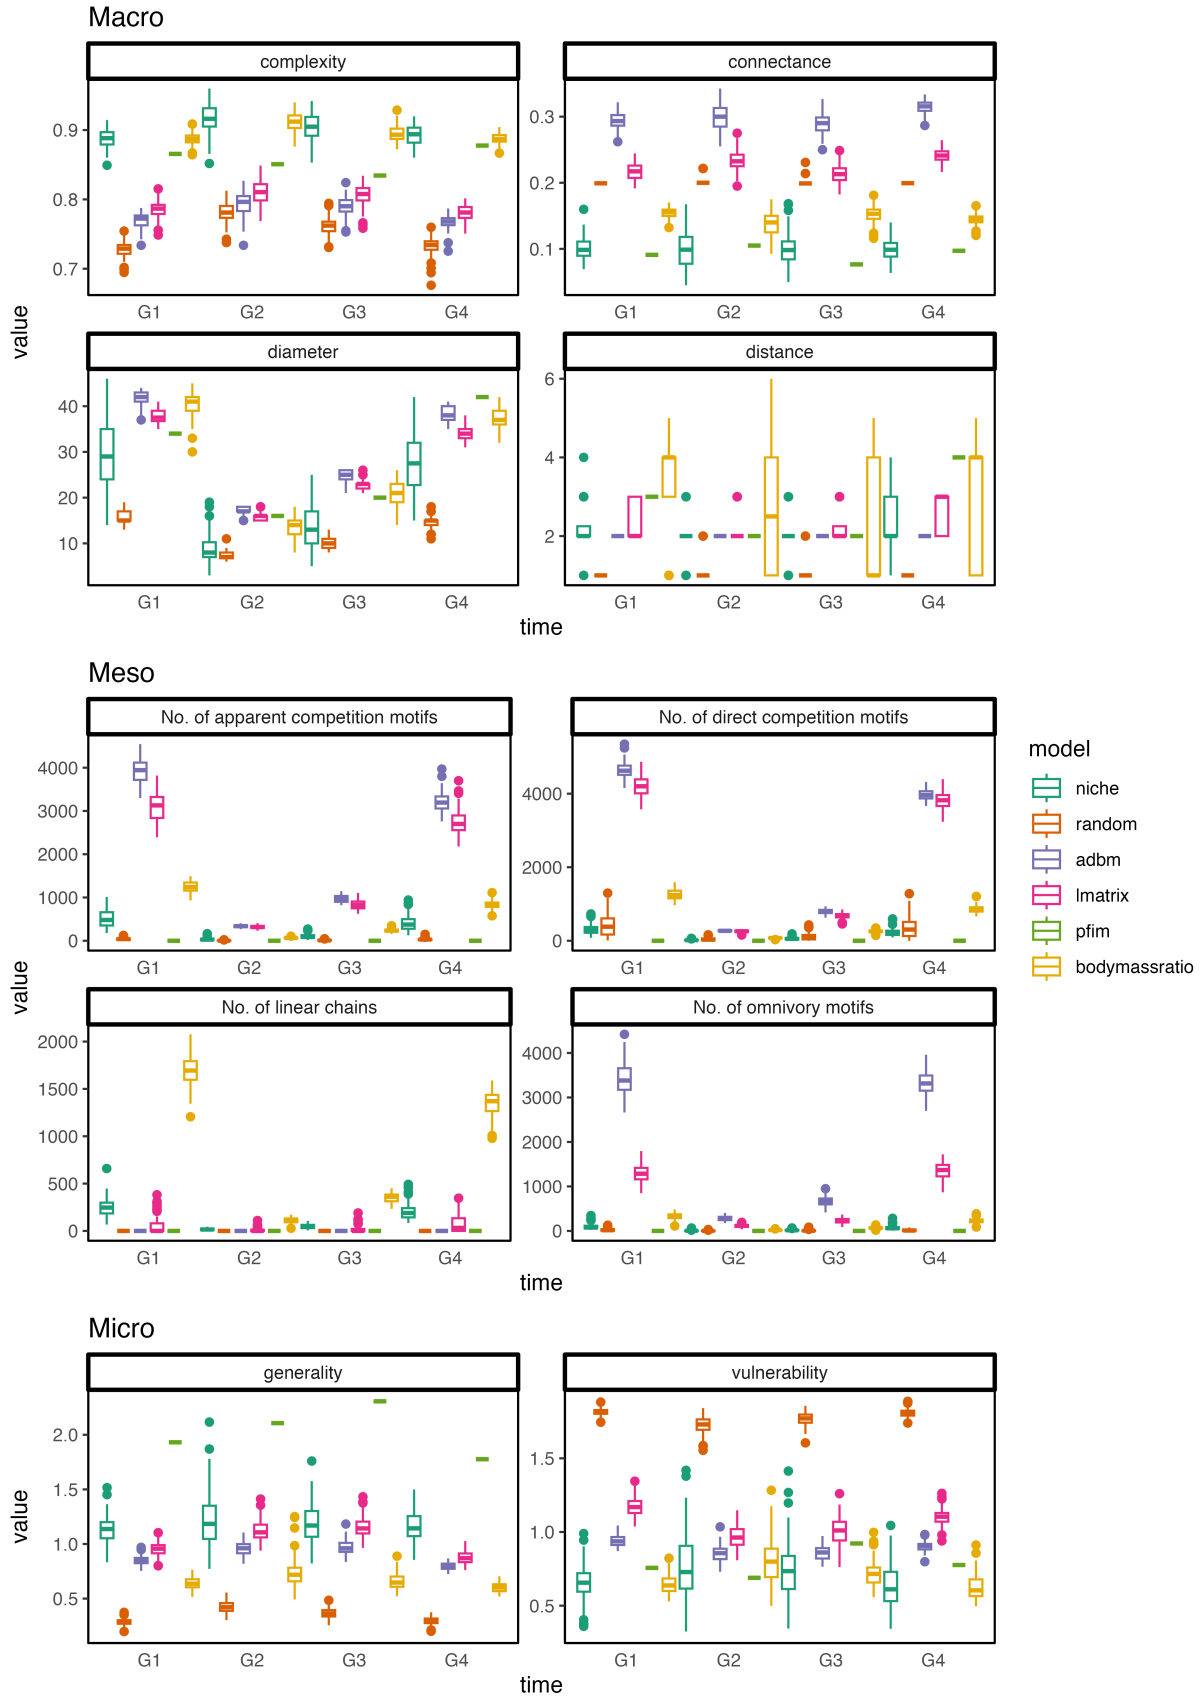 Macro
complexity
connectance
0.9
0.8
0.7
0.3
0.2
0.1
G1 G2 G3 G4
G1 G2 G3 G4
value
diameter
distance
40
30
20
10
6
4
2
G1 G2 G3 G4
G1 G2 G3 G4
time
Meso
No. of apparent competition motifs
No. of direct competition motifs
4000
3000
2000
1000
0
4000
2000
0
G1 G2 G3 G4
G1 G2 G3 G4
value
No. of linear chains
No. of omnivory motifs
2000
1500
1000
500
0
4000
3000
2000
1000
0
G1 G2 G3 G4
G1 G2 G3 G4
time
model
niche
random
adbm
lmatrix
pfim
bodymassratio
Micro
generality
vulnerability
2.0
1.5
1.0
0.5
1.5
1.0
0.5
value
G1 G2 G3 G4
G1 G2 G3 G4
time